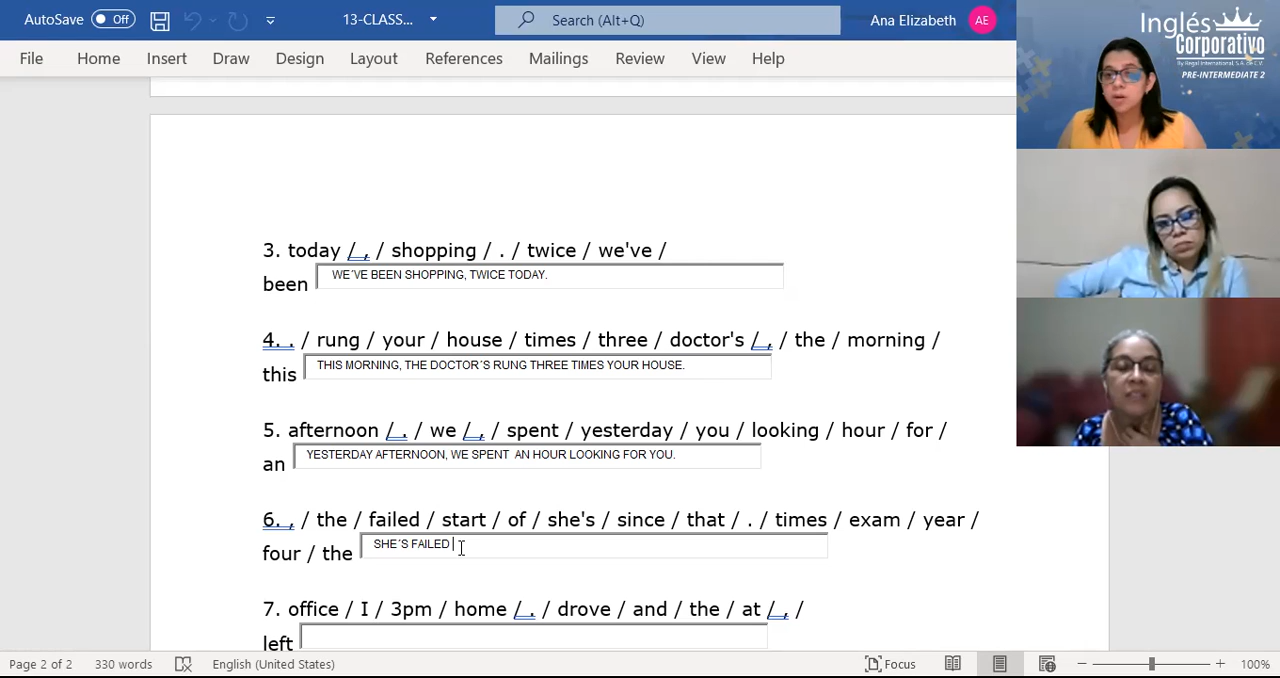 AutoSave Off 13-CLASS... Search (Alt+Q) Ana Elizabeth AE
Inglés
Corporativo
By Regal International, S.A. de C.V.
PRE-INTERMEDIATE 2
File Home Insert Draw Design Layout References Mailings Review View Help
3. today / , / shopping / . / twice / we've /
been WE´VE BEEN SHOPPING, TWICE TODAY.
4. . / rung / your / house / times / three / doctor's / , / the / morning /
this THIS MORNING, THE DOCTOR´S RUNG THREE TIMES YOUR HOUSE.
5. afternoon / . / we / , / spent / yesterday / you / looking / hour / for /
an YESTERDAY AFTERNOON, WE SPENT AN HOUR LOOKING FOR YOU.
6. , / the / failed / start / of / she's / since / that / . / times / exam / year /
four / the SHE´S FAILED
7. office / I / 3pm / home / . / drove / and / the / at / , /
left
Page 2 of 2 330 words English (United States) Focus 100%